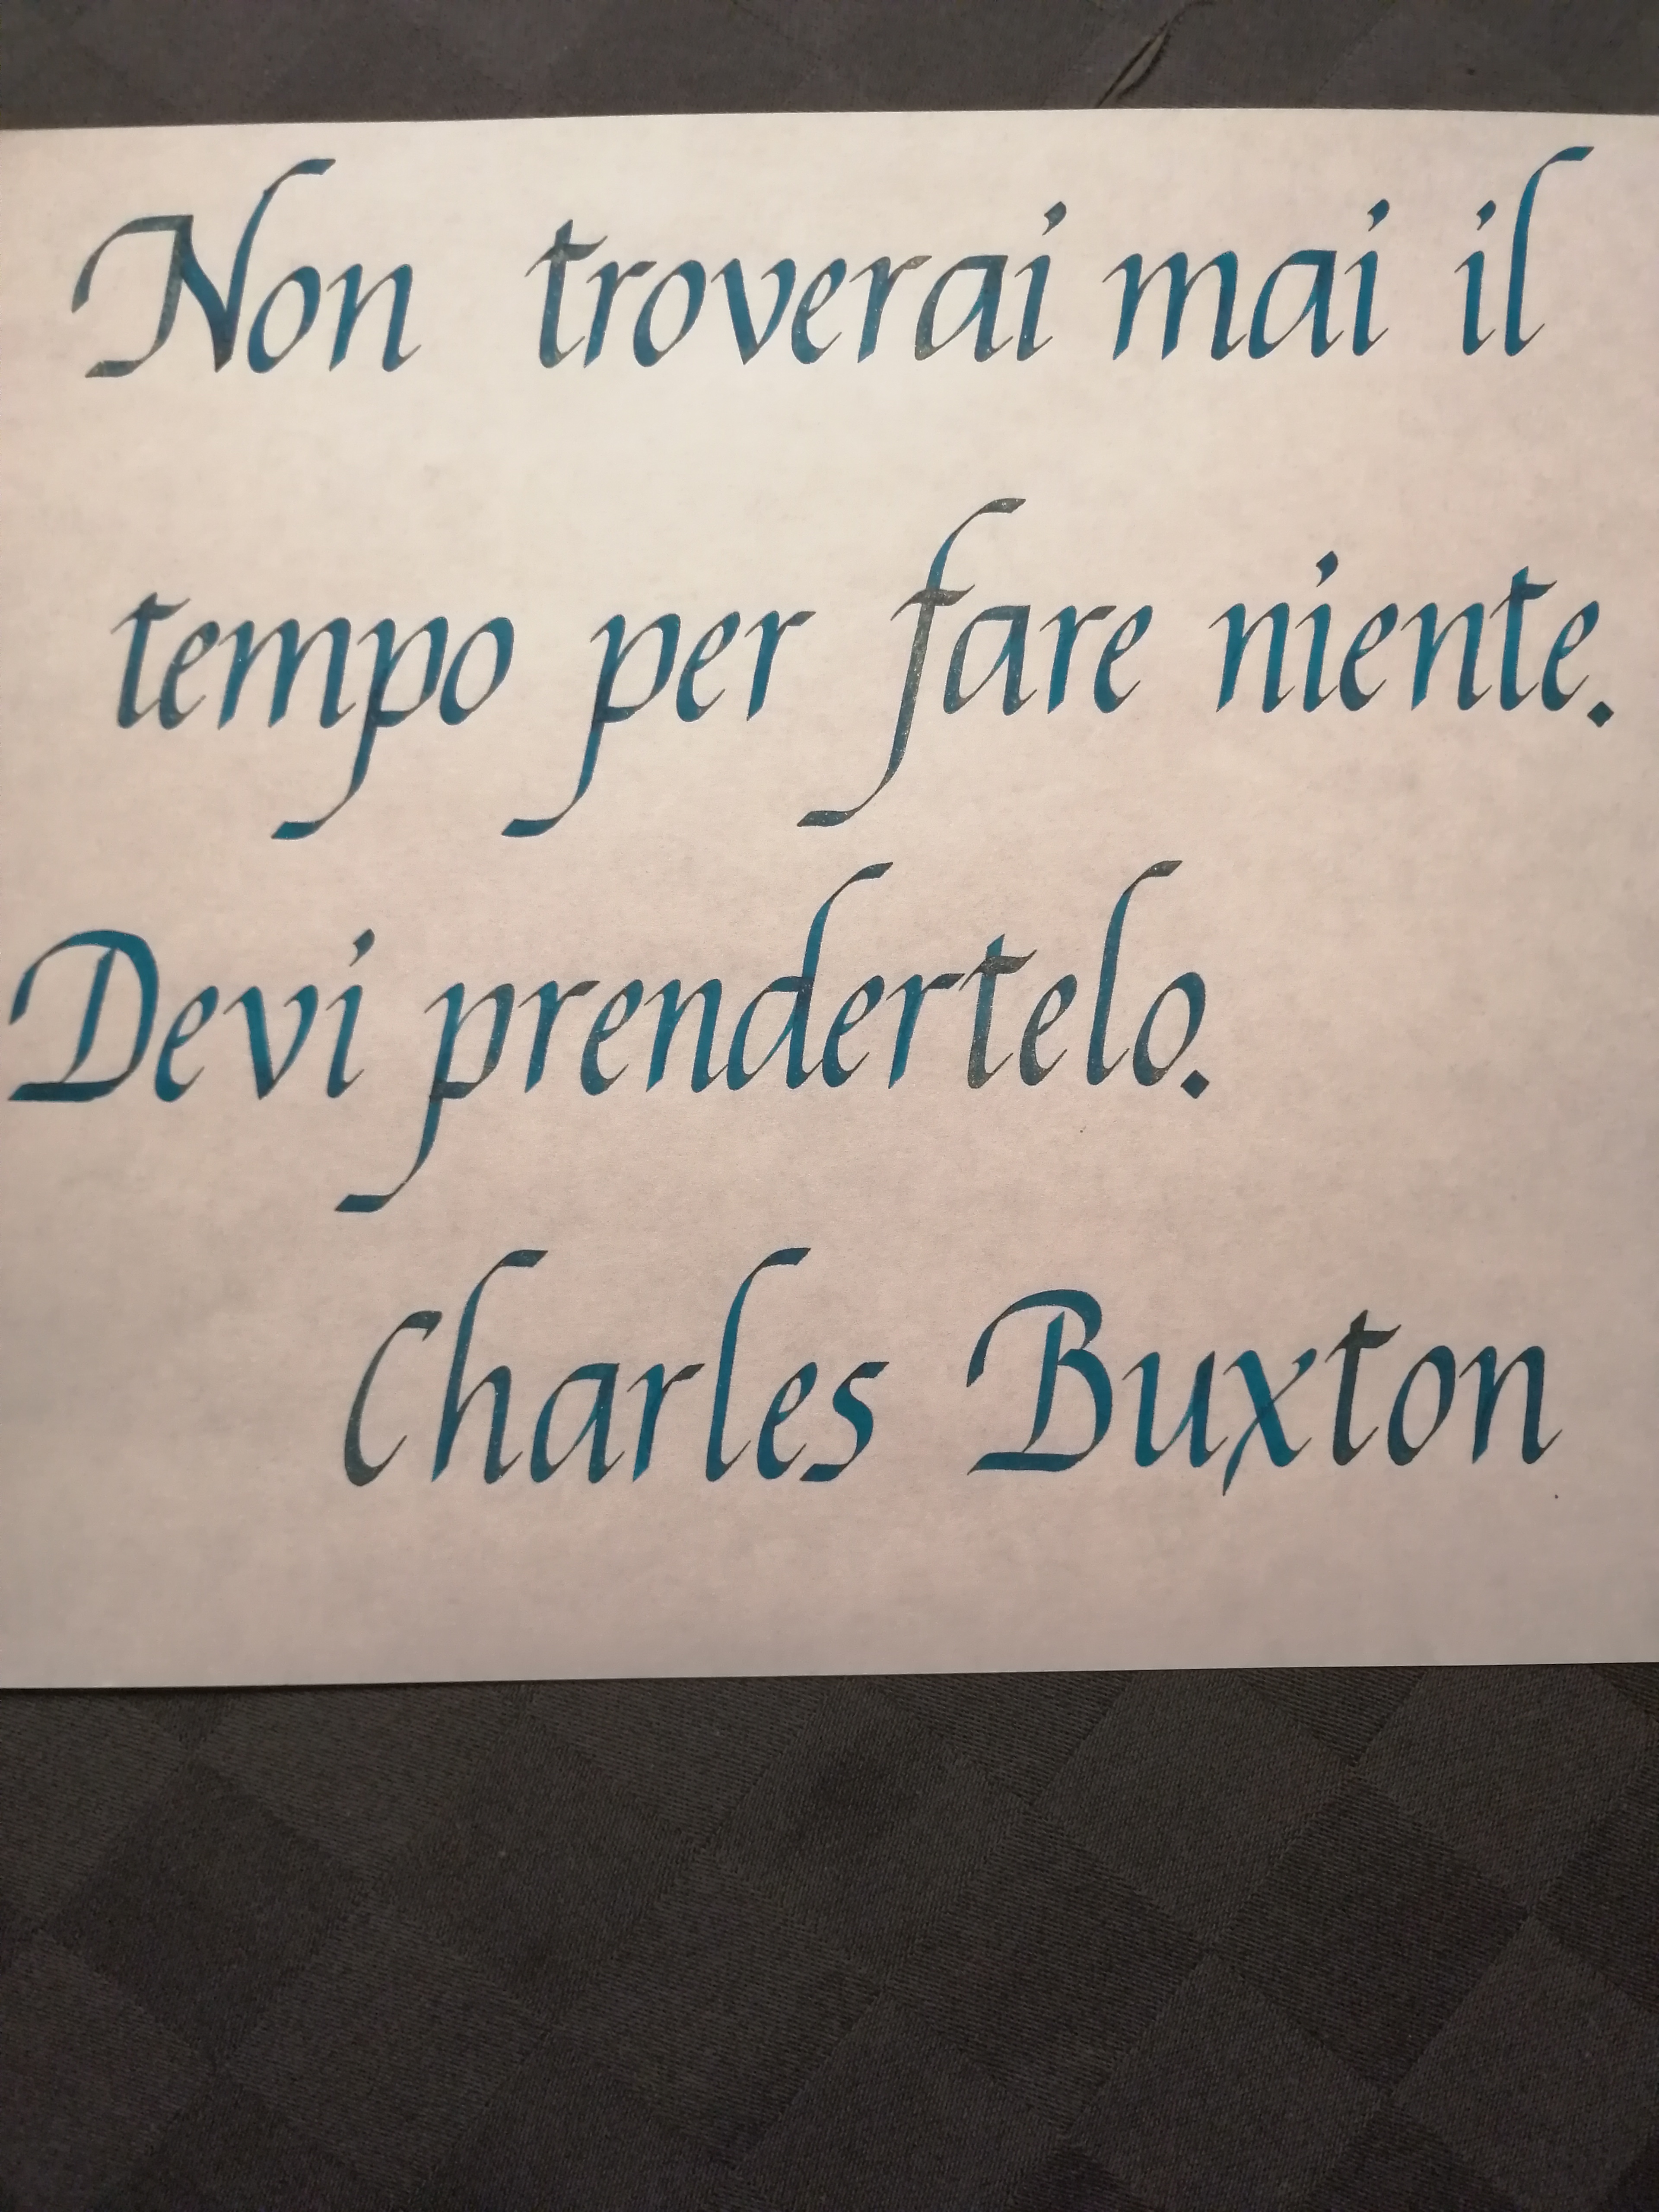 Non troverai mai il
tempo per fare niente.
Devi prendertelo.
Charles Buxton